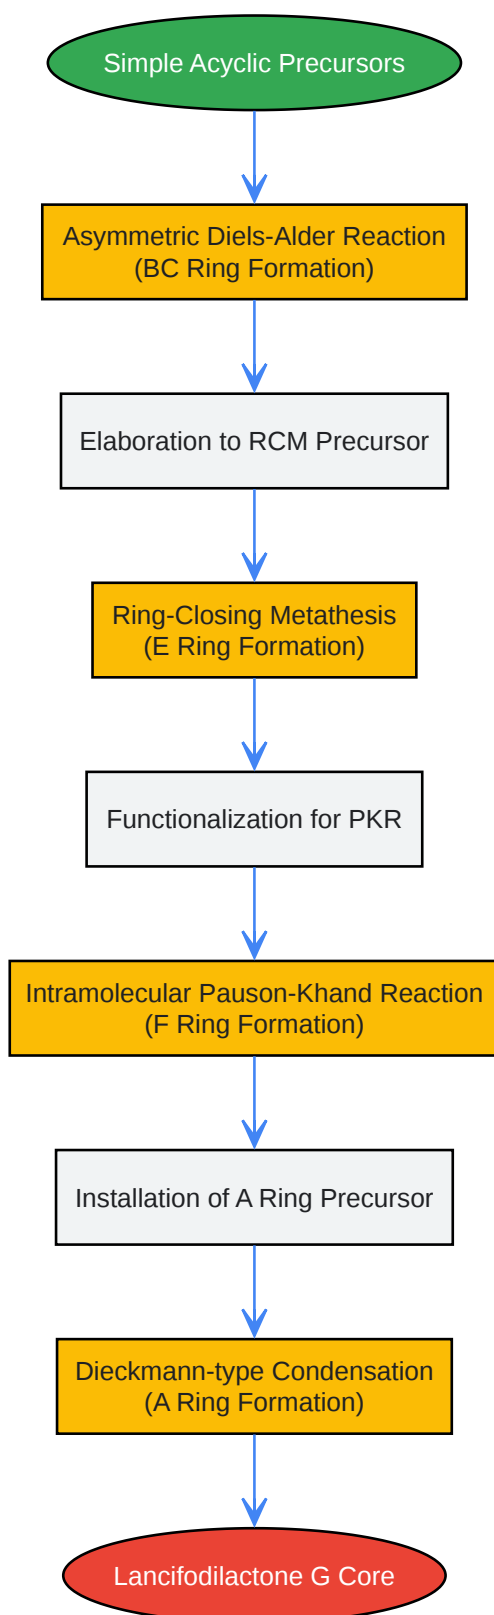 Simple Acyclic Precursors
Asymmetric Diels-Alder Reaction
(BC Ring Formation)
Elaboration to RCM Precursor
Ring-Closing Metathesis
(E Ring Formation)
Functionalization for PKR
Intramolecular Pauson-Khand Reaction
(F Ring Formation)
Installation of A Ring Precursor
Dieckmann-type Condensation
(A Ring Formation)
Lancifodilactone G Core